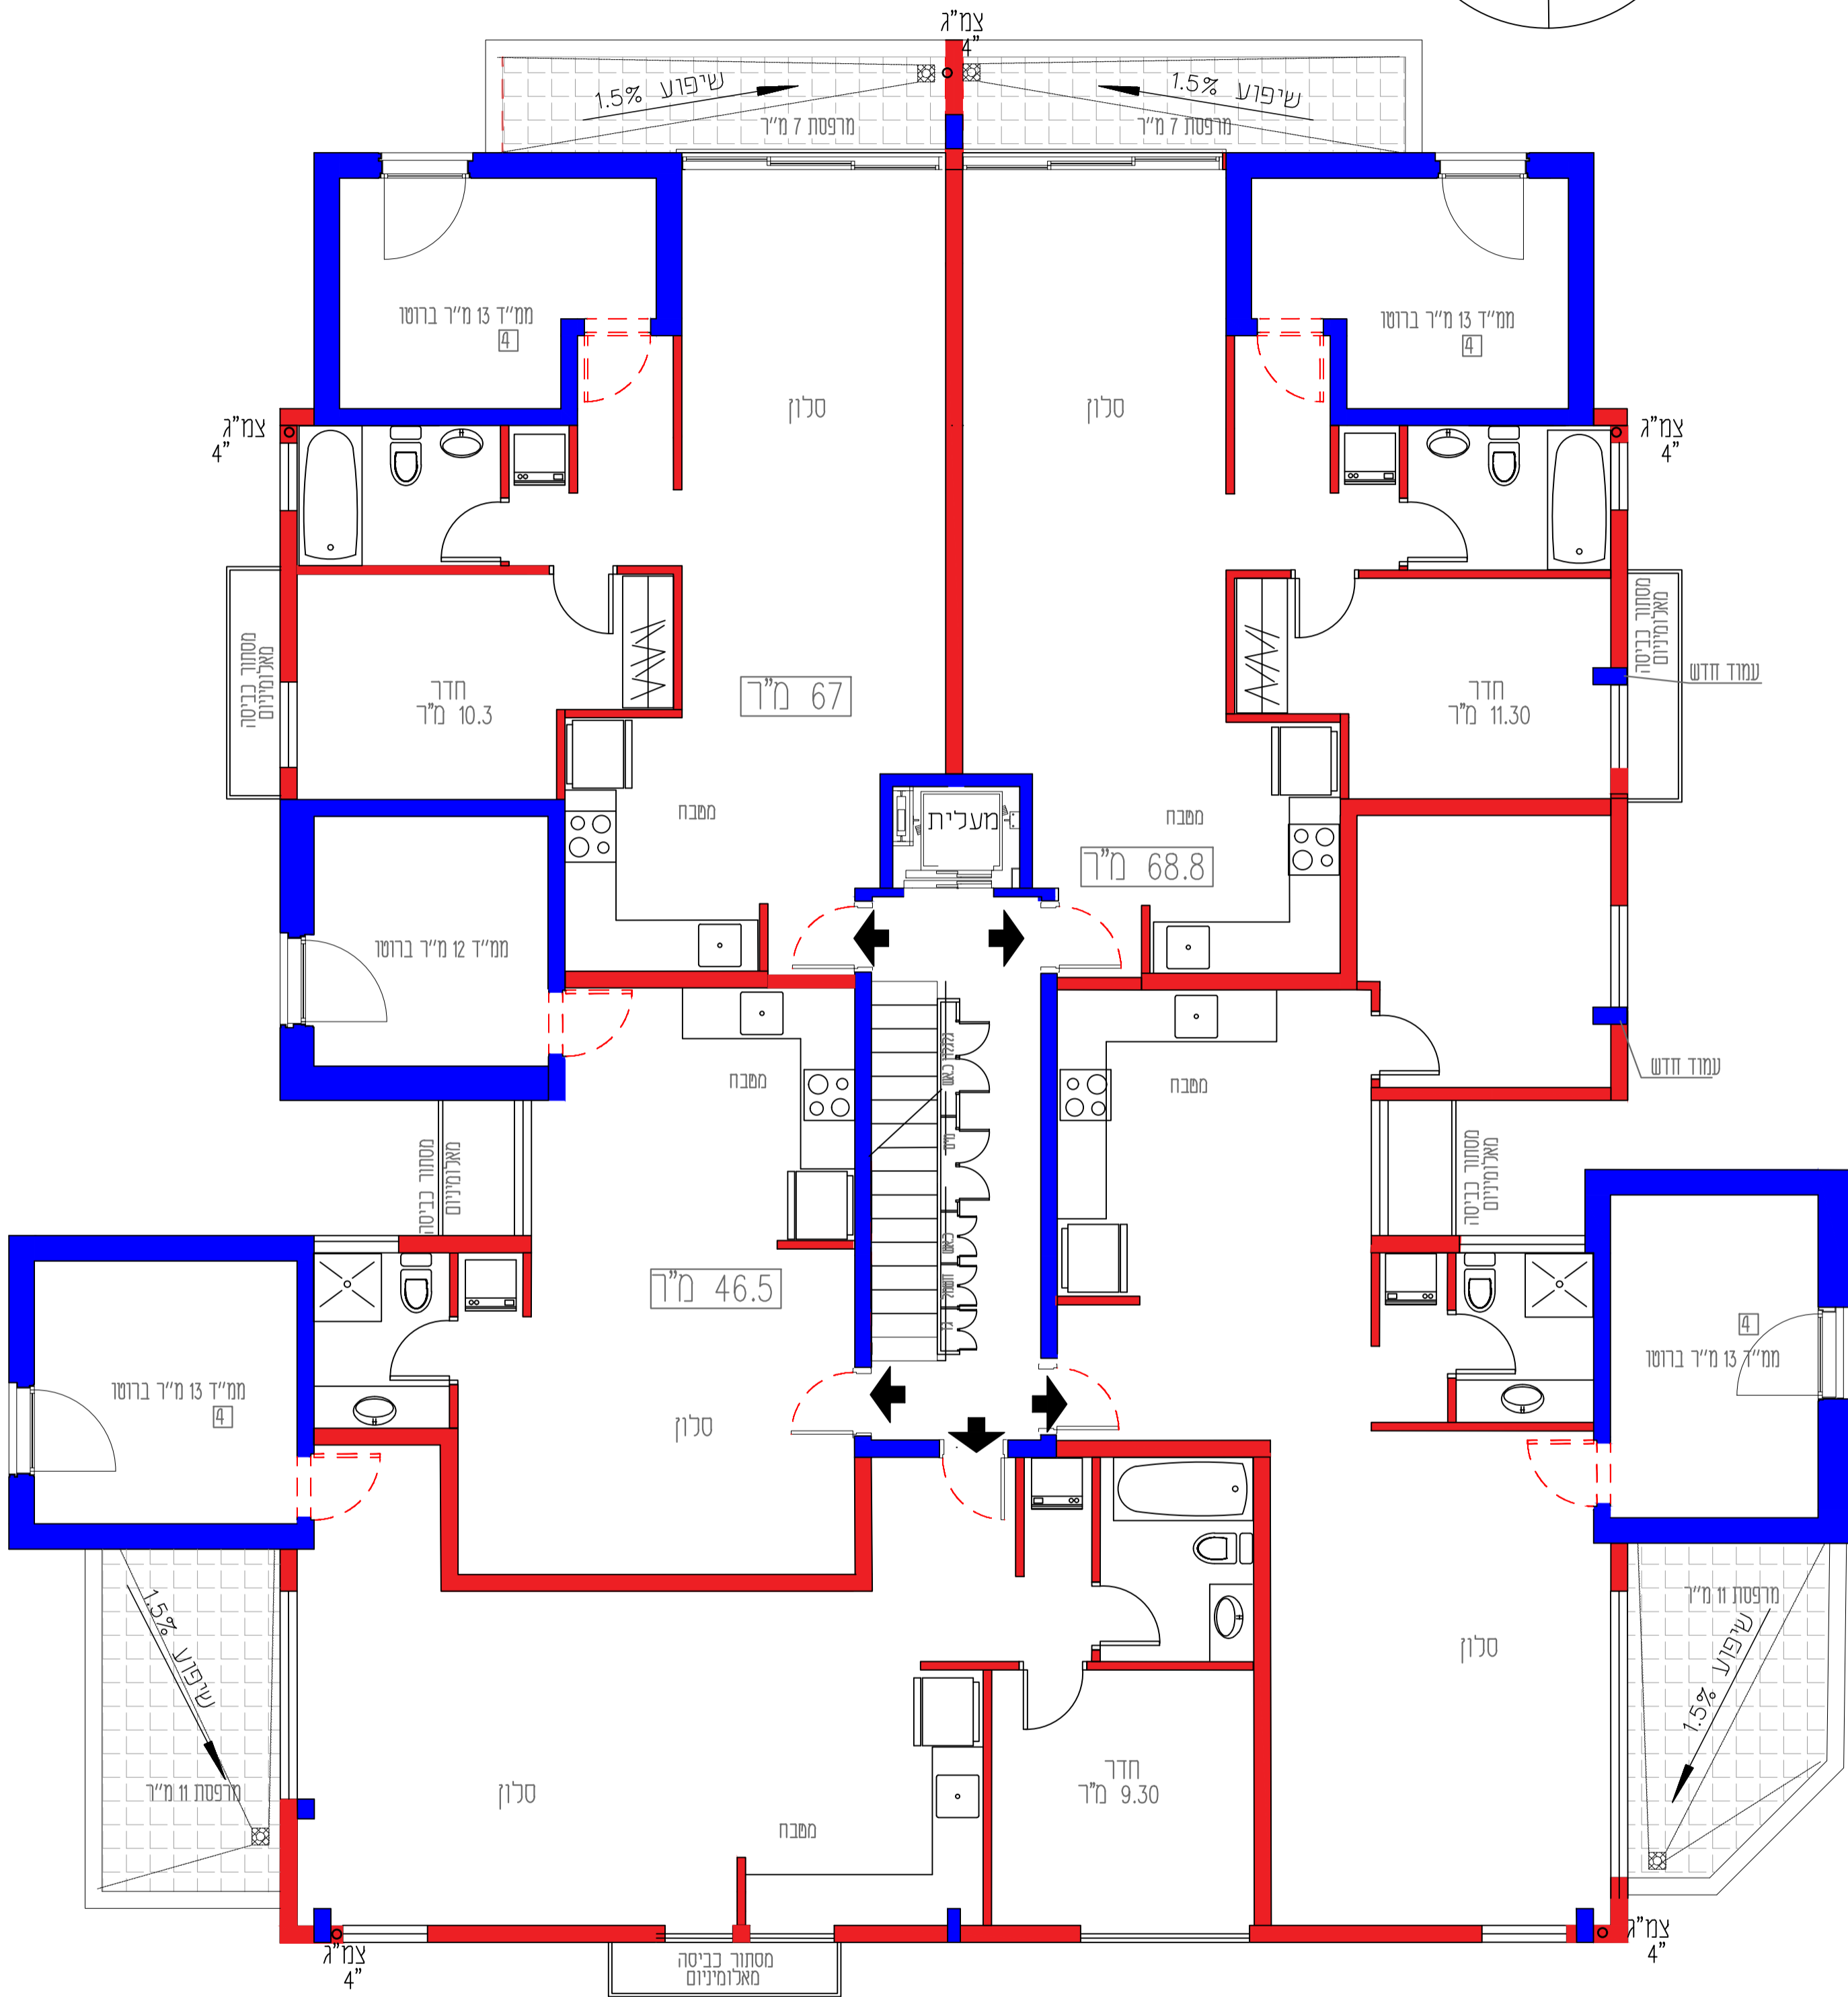 צמ"ג
4"
שיפוע 1.5%
שיפוע 1.5%
מרפסת 7 מ"ר
מרפסת 7 מ"ר
ממ"ד 13 מ"ר ברוטו
4
ממ"ד 13 מ"ר ברוטו
4
סלון
סלון
צמ"ג
4"
צמ"ג
4"
מסתור כביסה
מאלומיניום
מסתור כביסה
מאלומיניום
חדר
10.3 מ"ר
67 מ"ר
חדר
11.30 מ"ר
עמוד חדש
מטבח
מעלית
מטבח
68.8 מ"ר
ממ"ד 12 מ"ר ברוטו
עמוד חדש
מטבח
מטבח
מים
חשמל
גז
מסתור כביסה
מאלומיניום
מסתור כביסה
מאלומיניום
46.5 מ"ר
ממ"ד 13 מ"ר ברוטו
4
4
ממ"ד 13 מ"ר ברוטו
סלון
שיפוע 1.5%
מרפסת 11 מ"ר
מרפסת 11 מ"ר
שיפוע 1.5%
סלון
סלון
חדר
9.30 מ"ר
מטבח
צמ"ג
4"
מסתור כביסה
מאלומיניום
צמ"ג
4"